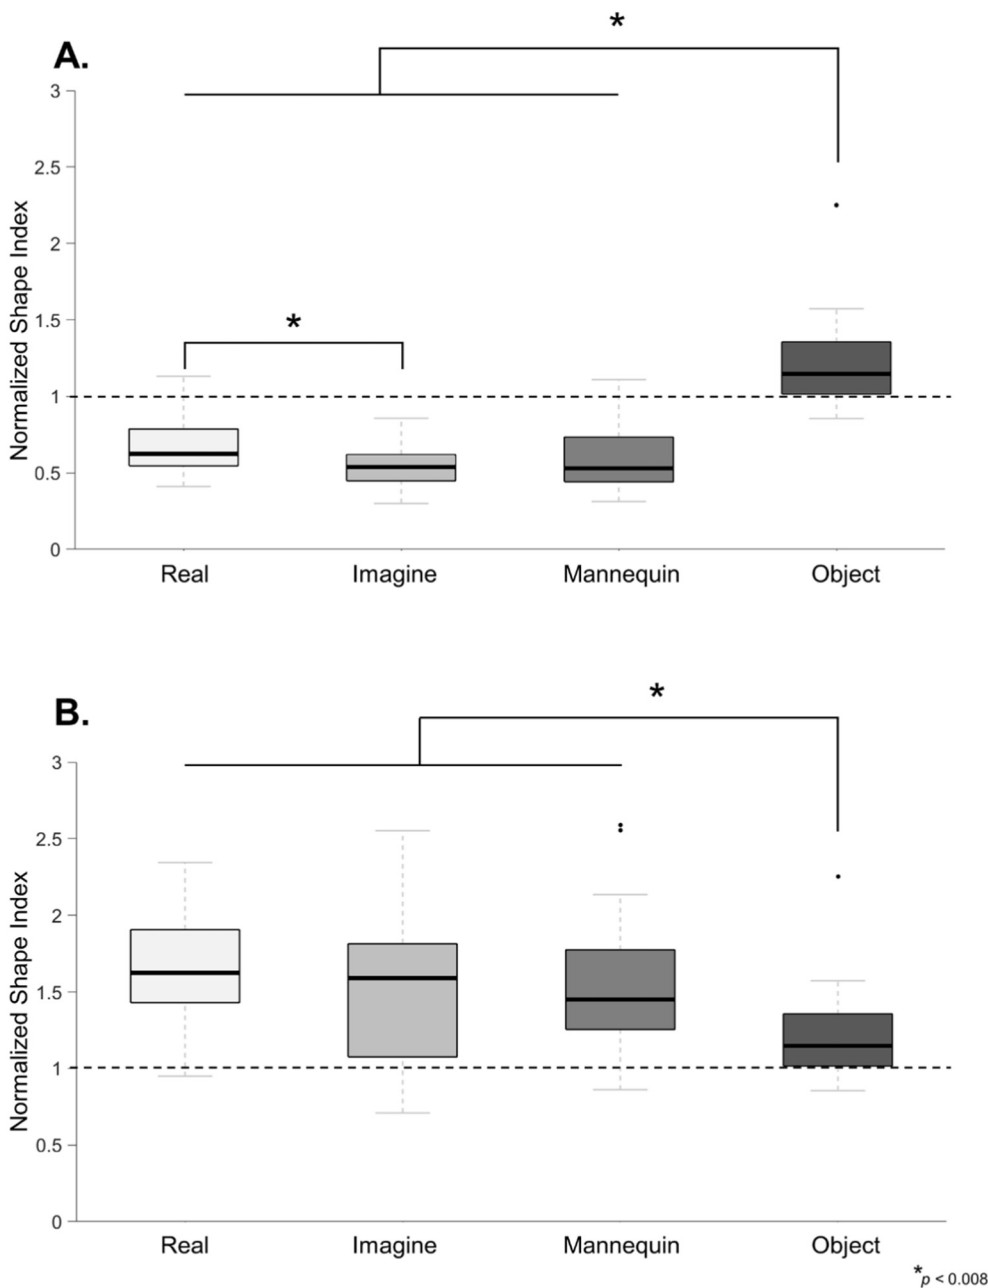 *
A.
3
2.5
2
1.5
1
0.5
0
Normalized Shape Index
*
Real Imagine Mannequin Object
*
B.
3
2.5
2
1.5
1
0.5
0
Normalized Shape Index
Real Imagine Mannequin Object
*p < 0.008